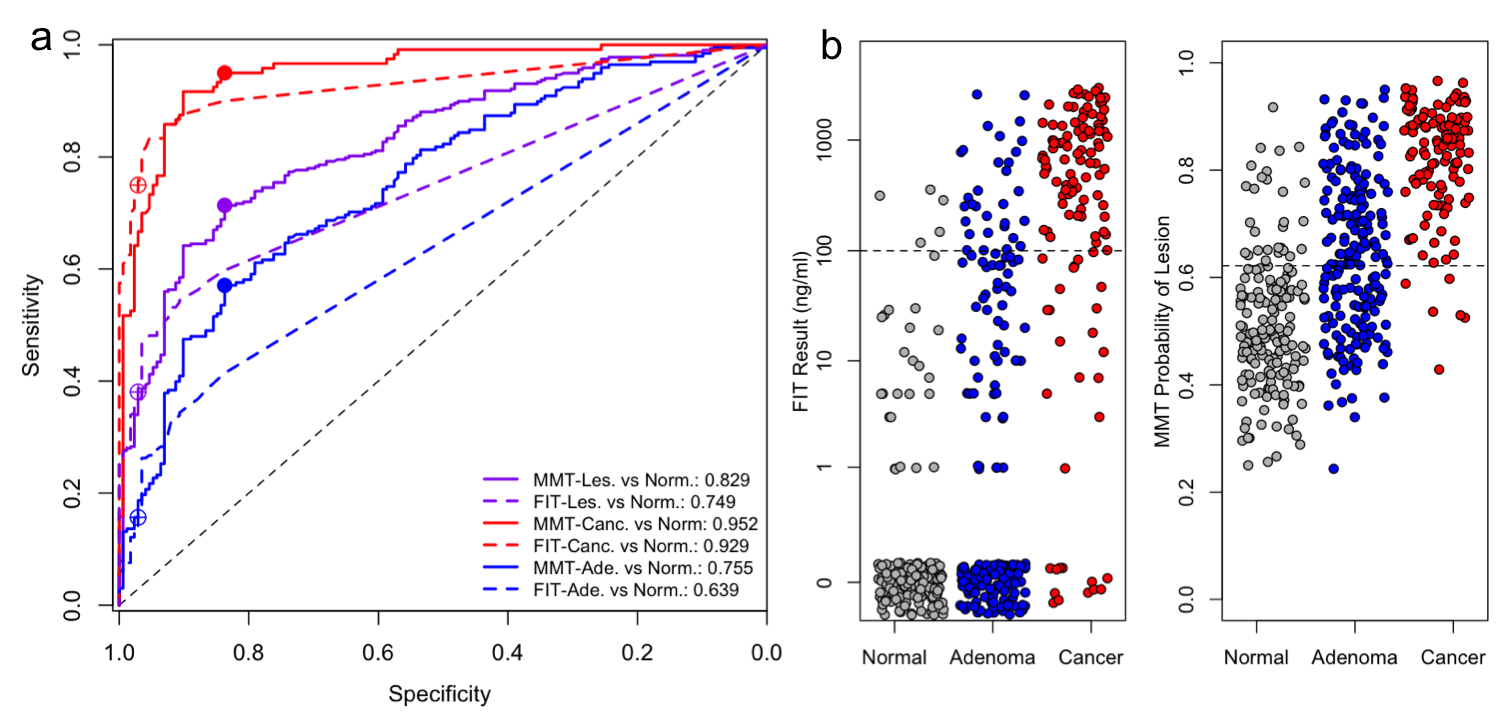 a
Sensitivity
1.0
0.8
0.6
0.4
0.2
0.0
MMT-Les. vs Norm.: 0.829
FIT-Les. vs Norm.: 0.749
MMT-Canc. vs Norm: 0.952
FIT-Canc. vs Norm.: 0.929
MMT-Ade. vs Norm.: 0.755
FIT-Ade. vs Norm.: 0.639
1.0 0.8 0.6 0.4 0.2 0.0
Specificity
b
FIT Result (ng/ml)
1000
100
10
1
0
Normal Adenoma Cancer
MMT Probability of Lesion
1.0
0.8
0.6
0.4
0.2
0.0
Normal Adenoma Cancer